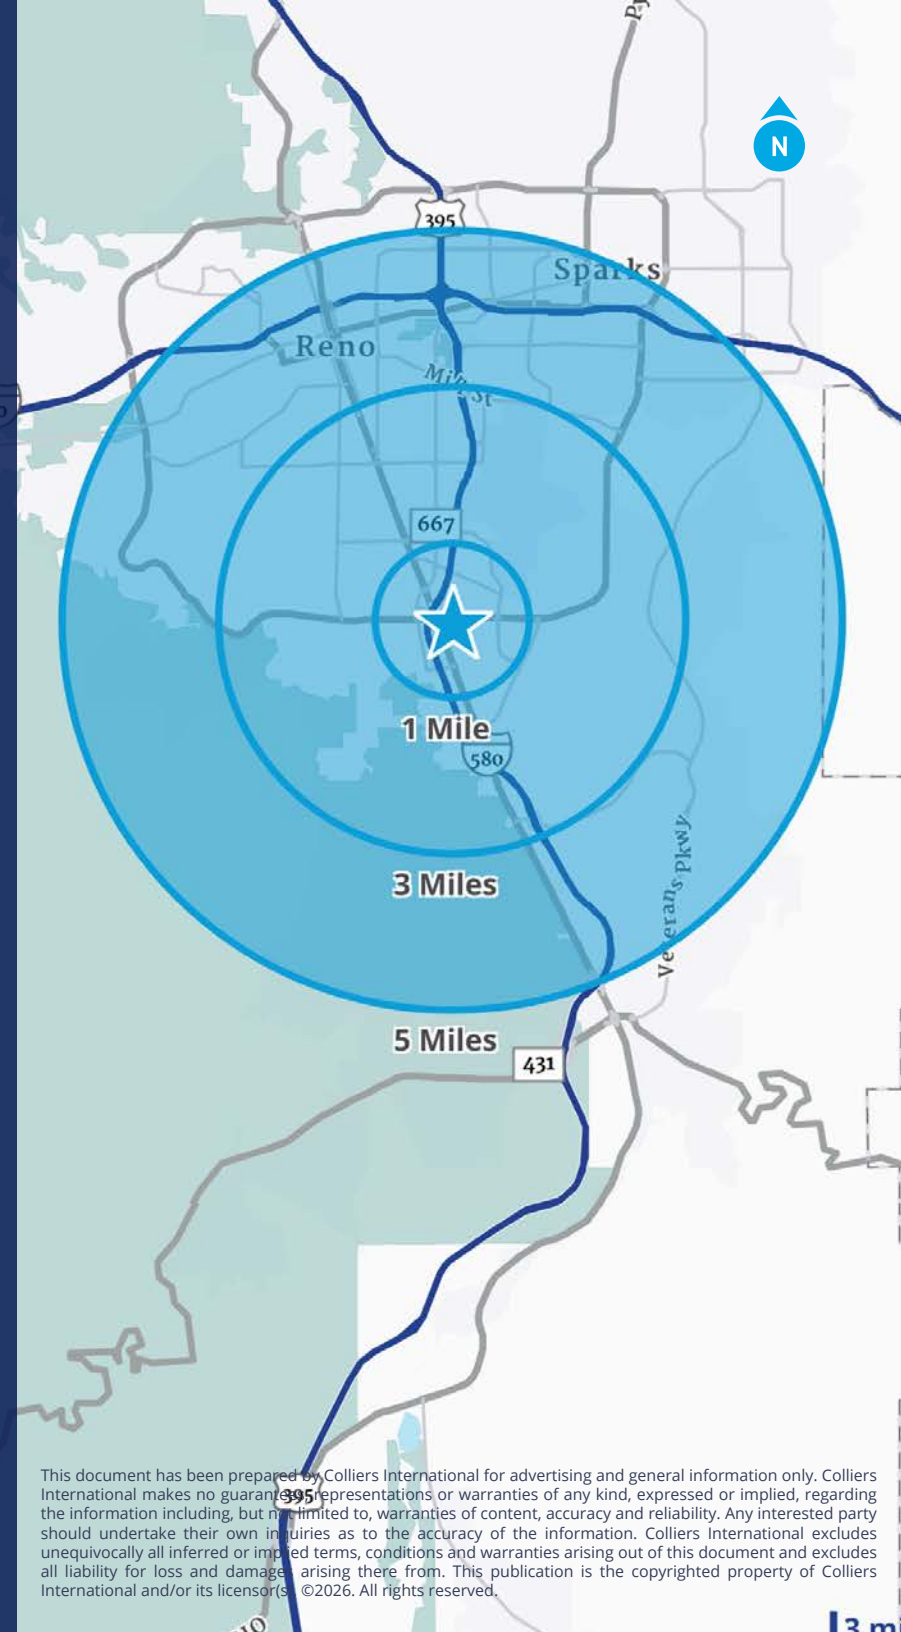 Py
N
395
Sparks
Reno
Mill St
667
1 Mile
580
3 Miles
Veterans Pkwy
5 Miles
431
This document has been prepared by Colliers International for advertising and general information only. Colliers
International makes no guarantees, representations or warranties of any kind, expressed or implied, regarding
the information including, but not limited to, warranties of content, accuracy and reliability. Any interested party
should undertake their own inquiries as to the accuracy of the information. Colliers International excludes
unequivocally all inferred or implied terms, conditions and warranties arising out of this document and excludes
all liability for loss and damages arising there from. This publication is the copyrighted property of Colliers
International and/or its licensor(s). ©2026. All rights reserved.
395
3 mi